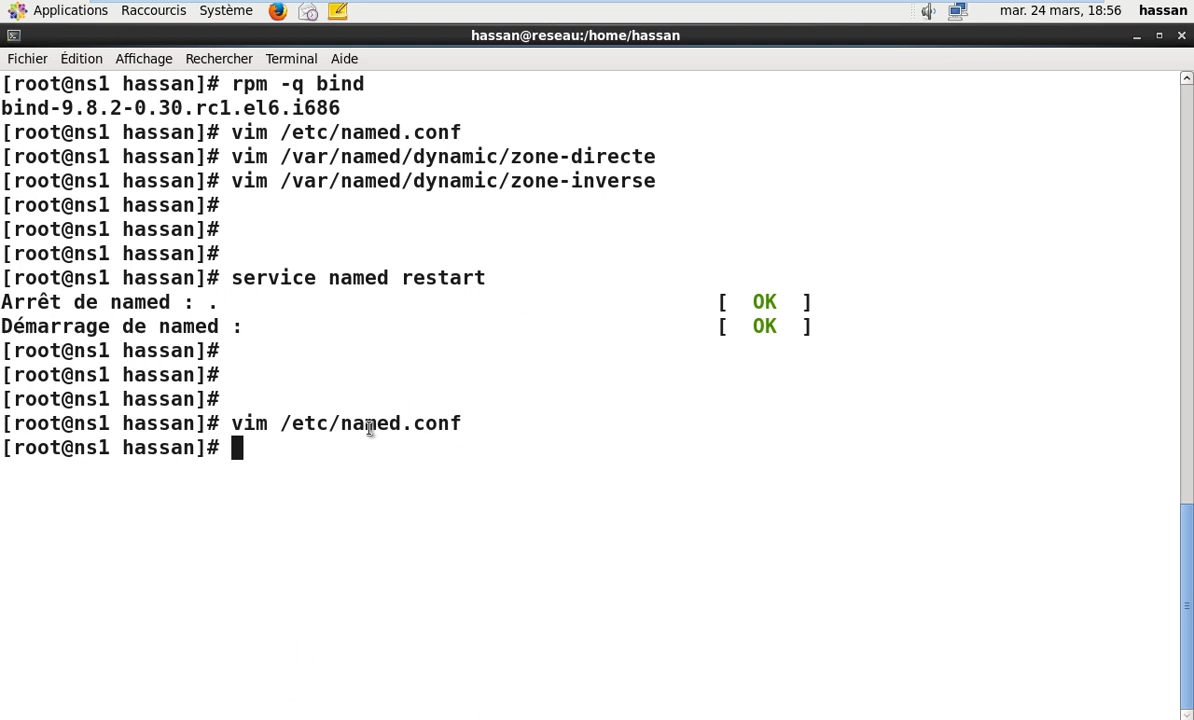 Applications Raccourcis Système mar. 24 mars, 18:56 hassan
hassan@reseau:/home/hassan
Fichier Édition Affichage Rechercher Terminal Aide
[root@ns1 hassan]# rpm -q bind
bind-9.8.2-0.30.rc1.el6.i686
[root@ns1 hassan]# vim /etc/named.conf
[root@ns1 hassan]# vim /var/named/dynamic/zone-directe
[root@ns1 hassan]# vim /var/named/dynamic/zone-inverse
[root@ns1 hassan]#
[root@ns1 hassan]#
[root@ns1 hassan]#
[root@ns1 hassan]# service named restart
Arrêt de named : . [ OK ]
Démarrage de named : [ OK ]
[root@ns1 hassan]#
[root@ns1 hassan]#
[root@ns1 hassan]#
[root@ns1 hassan]# vim /etc/named.conf
[root@ns1 hassan]#